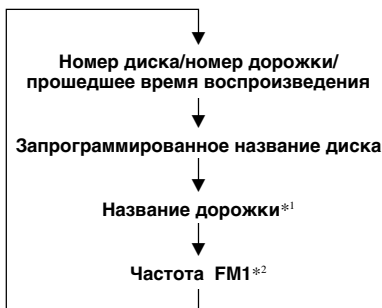 Номер диска/номер дорожки/
прошедшее время воспроизведения
Запрограммированное название диска
Название дорожки*1
Частота FM1*2